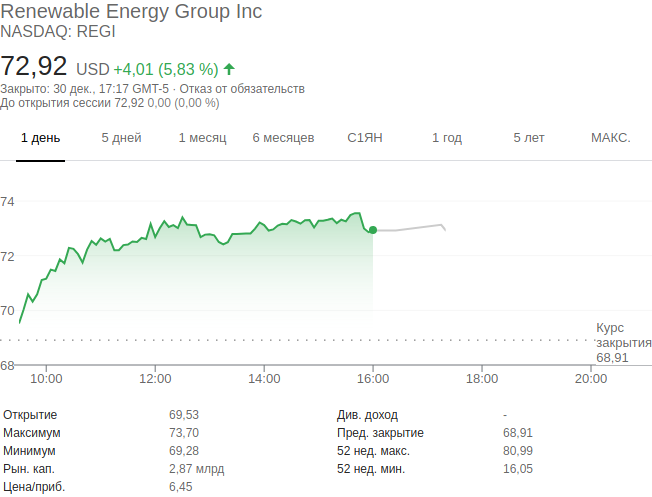 Renewable Energy Group Inc
NASDAQ: REGI
72,92 USD +4,01 (5,83 %)
Закрыто: 30 дек., 17:17 GMT-5 · Отказ от обязательств
До открытия сессии 72,92 0,00 (0,00 %)
1 день 5 дней 1 месяц 6 месяцев С1ЯН 1 год 5 лет МАКС.
74
72
70
Курс
закрытия
68,91
68
10:00 12:00 14:00 16:00 18:00 20:00
Открытие 69,53 Див. доход -
Максимум 73,70 Пред. закрытие 68,91
Минимум 69,28 52 нед. макс. 80,99
Рын. кап. 2,87 млрд 52 нед. мин. 16,05
Цена/приб. 6,45